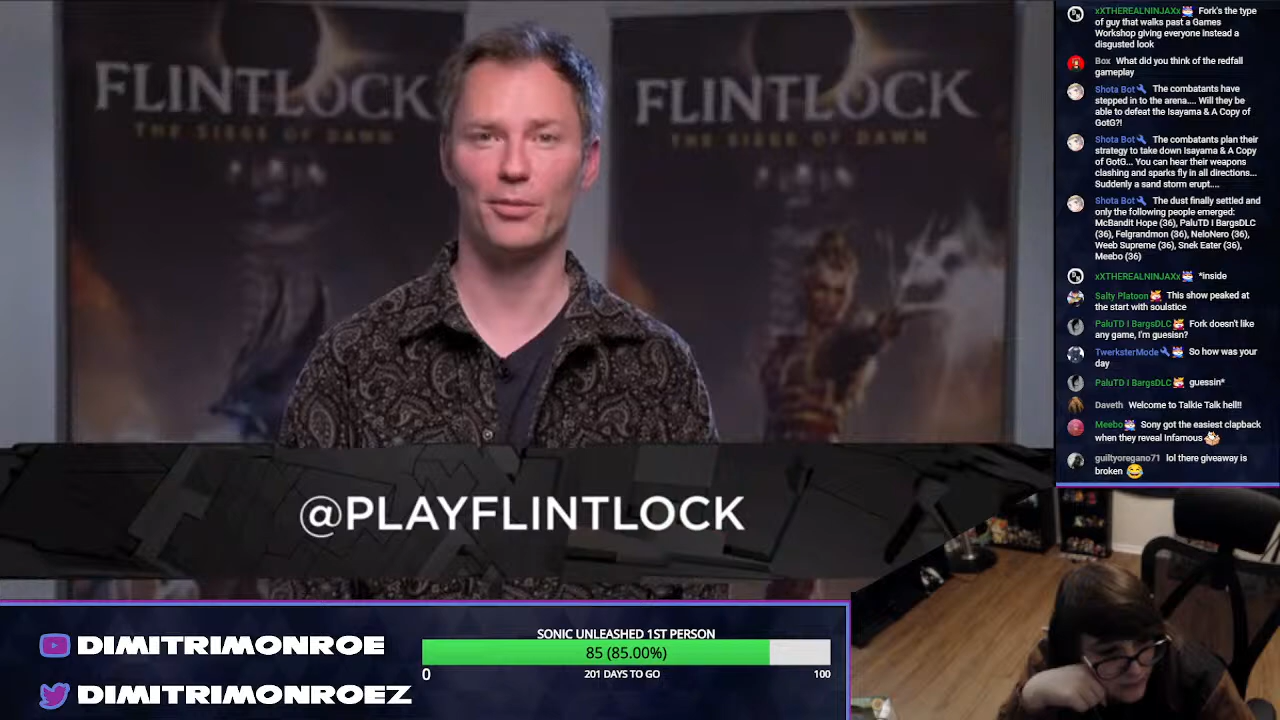 FLINTLOCK
THE SIEGE OF DAWN
FLINTLOCK
THE SIEGE OF DAWN
@PLAYFLINTLOCK
xXTHEREALNINJAXx Fork's the type
of guy that walks past a Games
Workshop giving everyone instead a
disgusted look
Box What did you think of the redfall
gameplay
Shota Bot The combatants have
stepped in to the arena.... Will they be
able to defeat the Isayama & A Copy of
GotG?!
Shota Bot The combatants plan their
strategy to take down Isayama & A Copy
of GotG... You can hear their weapons
clashing and sparks fly in all directions...
Suddenly a sand storm erupt....
Shota Bot The dust finally settled and
only the following people emerged:
McBandit Hope (36), PaluTD I BargsDLC
(36), Felgrandmon (36), NeloNero (36),
Weeb Supreme (36), Snek Eater (36),
Meebo (36)
xXTHEREALNINJAXx *inside
Salty Platoon This show peaked at
the start with soulstice
PaluTD I BargsDLC Fork doesn't like
any game, I'm guesisn?
TwerksterMode So how was your
day
PaluTD I BargsDLC guessin*
Daveth Welcome to Talkie Talk hell!!
Meebo Sony got the easiest clapback
when they reveal Infamous
guiltyoregano71 lol there giveaway is
broken
DIMITRIMONROE
DIMITRIMONROEZ
SONIC UNLEASHED 1ST PERSON
85 (85.00%)
0 201 DAYS TO GO 100